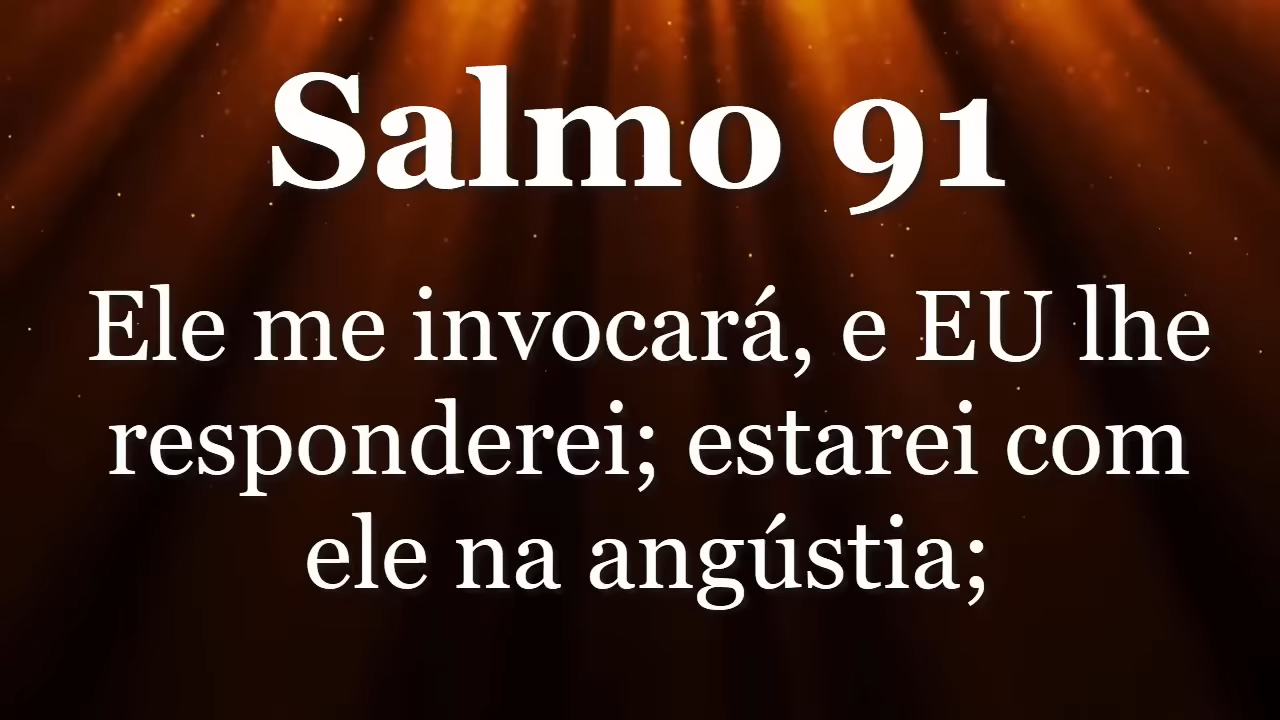 Salmo 91
Ele me invocará, e EU lhe
responderei; estarei com
ele na angústia;